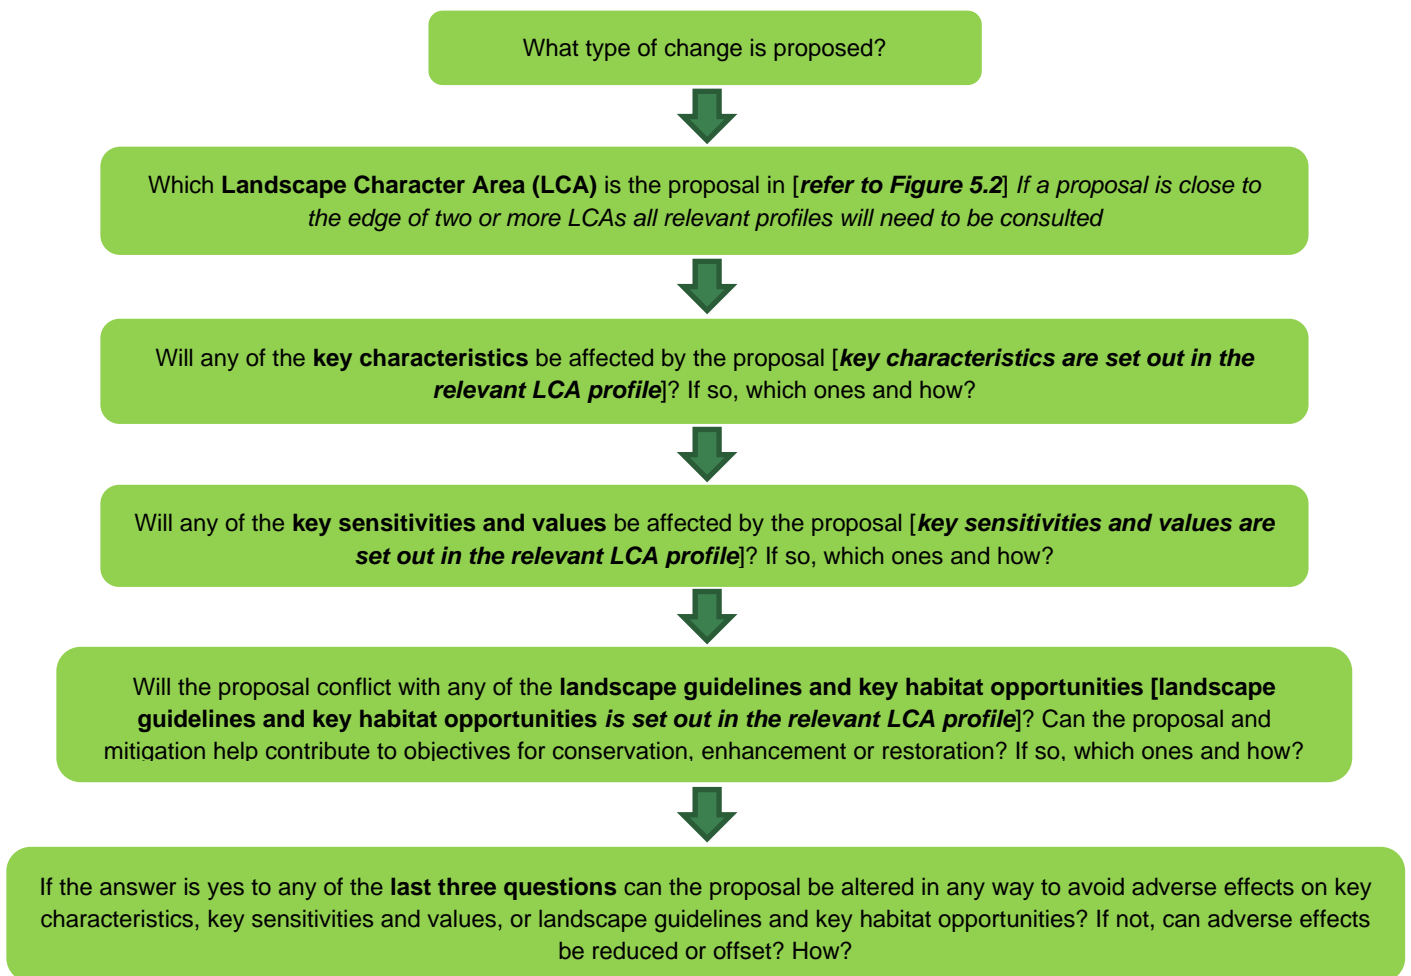 What type of change is proposed?
Which Landscape Character Area (LCA) is the proposal in [refer to Figure 5.2] If a proposal is close to
the edge of two or more LCAs all relevant profiles will need to be consulted
Will any of the key characteristics be affected by the proposal [key characteristics are set out in the
relevant LCA profile]? If so, which ones and how?
Will any of the key sensitivities and values be affected by the proposal [key sensitivities and values are
set out in the relevant LCA profile]? If so, which ones and how?
Will the proposal conflict with any of the landscape guidelines and key habitat opportunities [landscape
guidelines and key habitat opportunities is set out in the relevant LCA profile]? Can the proposal and
mitigation help contribute to objectives for conservation, enhancement or restoration? If so, which ones and how?
If the answer is yes to any of the last three questions can the proposal be altered in any way to avoid adverse effects on key
characteristics, key sensitivities and values, or landscape guidelines and key habitat opportunities? If not, can adverse effects
be reduced or offset? How?